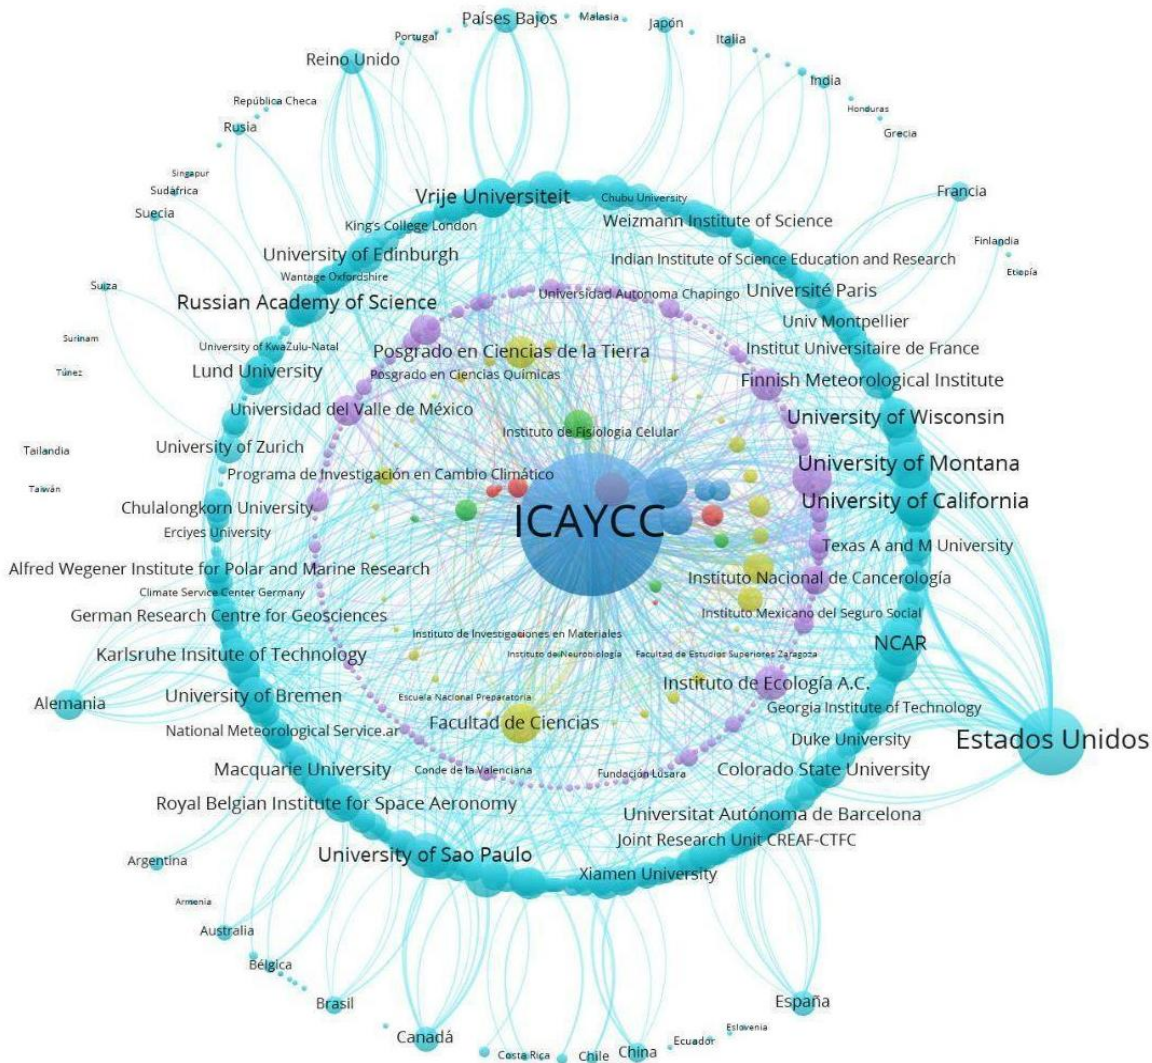 Países Bajos
Malasia
Japón
Portugal
Italia
Reino Unido
India
República Checa
Honduras
Rusia
Grecia
Singapur
Sudáfrica
Vrije Universiteit
Chubu University
Francia
Suecia
King's College London
Weizmann Institute of Science
Finlandia
University of Edinburgh
Indian Institute of Science Education and Research
Etiopía
Wantage Oxfordshire
Suiza
Universidad Autonoma Chapingo
Université Paris
Russian Academy of Science
Univ Montpellier
Surinam
University of KwaZulu-Natal
Posgrado en Ciencias de la Tierra
Institut Universitaire de France
Túnez
Lund University
Posgrado en Ciencias Químicas
Finnish Meteorological Institute
Universidad del Valle de México
University of Wisconsin
Instituto de Fisiología Celular
Tailandia
University of Zurich
University of Montana
Programa de Investigación en Cambio Climático
Taiwán
University of California
Chulalongkorn University
ICAYCC
Erciyes University
Texas A and M University
Alfred Wegener Institute for Polar and Marine Research
Instituto Nacional de Cancerología
Climate Service Center Germany
German Research Centre for Geosciences
Instituto Mexicano del Seguro Social
Instituto de Investigaciones en Materiales
NCAR
Karlsruhe Insitute of Technology
Instituto de Neurobiología
Facultad de Estudios Superiores Zaragoza
University of Bremen
Escuela Nacional Preparatoria
Instituto de Ecología A.C.
Alemania
Georgia Institute of Technology
National Meteorological Service.ar
Facultad de Ciencias
Duke University
Estados Unidos
Macquarie University
Conde de la Valenciana
Fundación Lusara
Colorado State University
Royal Belgian Institute for Space Aeronomy
Universitat Autónoma de Barcelona
Joint Research Unit CREAF-CTFC
University of Sao Paulo
Argentina
Xiamen University
Armenia
Australia
Bélgica
Brasil
España
Canadá
Eslovenia
Costa Rica
Chile
China
Ecuador